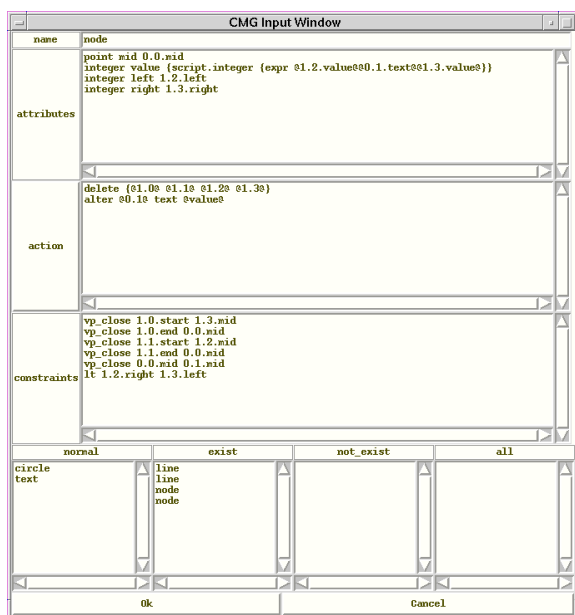 CMG Input Window
name
node
attributes
point mid 0.0.mid
integer value {script.integer {expr @1.2.value@@0.1.text@@1.3.value@}}
integer left 1.2.left
integer right 1.3.right
action
delete {@1.0@ @1.1@ @1.2@ @1.3@}
alter @0.1@ text @value@
constraints
vp_close 1.0.start 1.3.mid
vp_close 1.0.end 0.0.mid
vp_close 1.1.start 1.2.mid
vp_close 1.1.end 0.0.mid
vp_close 0.0.mid 0.1.mid
lt 1.2.right 1.3.left
normal exist not_exist all
circle
text
line
line
node
node
Ok Cancel